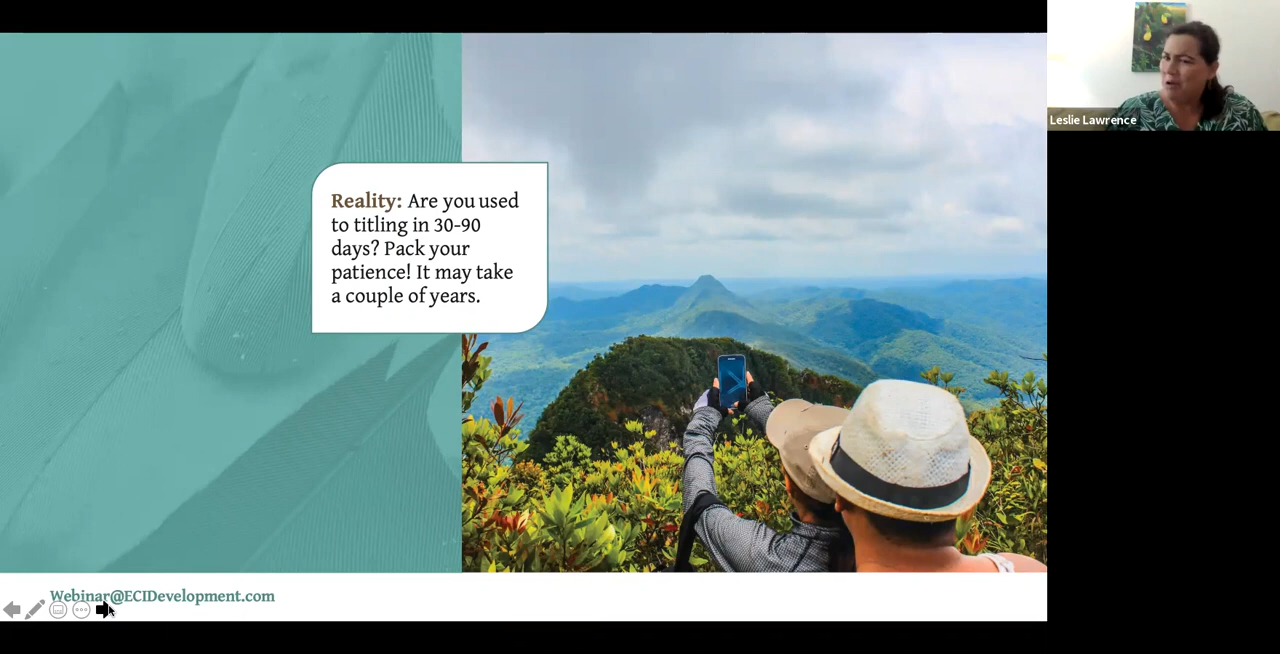 Leslie Lawrence
Reality: Are you used
to titling in 30-90
days? Pack your
patience! It may take
a couple of years.
Webinar@ECIDevelopment.com